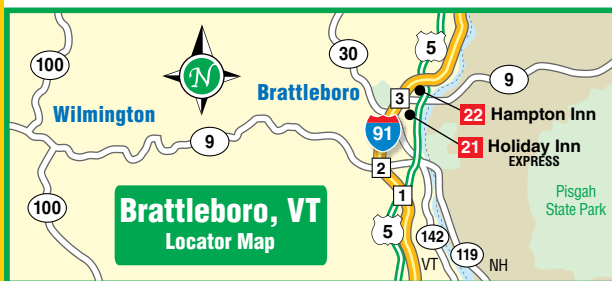 100
30
5
N
9
Brattleboro
3
22 Hampton Inn
Wilmington
9
91
21 Holiday Inn
EXPRESS
2
Pisgah
State Park
100
Brattleboro, VT
Locator Map
1
5
142
119
VT
NH